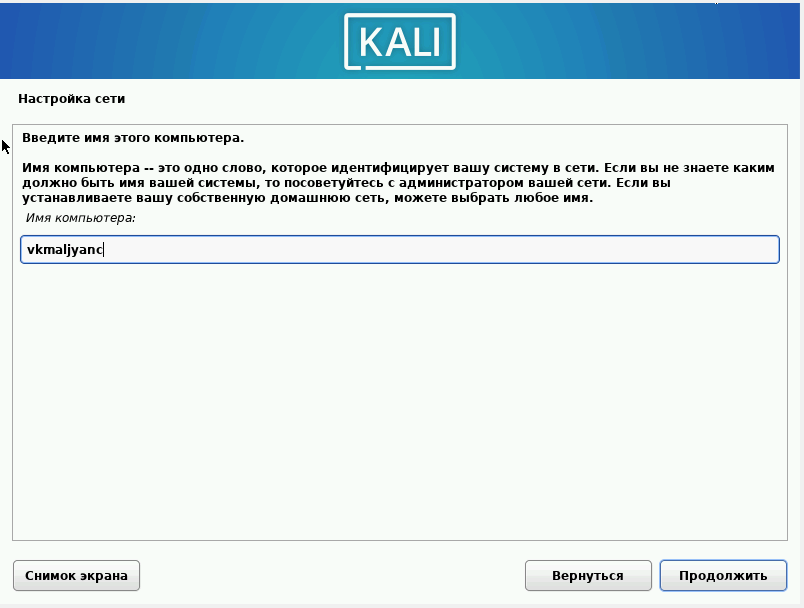 KALI
Настройка сети
Введите имя этого компьютера.
Имя компьютера -- это одно слово, которое идентифицирует вашу систему в сети. Если вы не знаете каким
должно быть имя вашей системы, то посоветуйтесь с администратором вашей сети. Если вы
устанавливаете вашу собственную домашнюю сеть, можете выбрать любое имя.
Имя компьютера:
vkmaljyanc
Снимок экрана
Вернуться
Продолжить